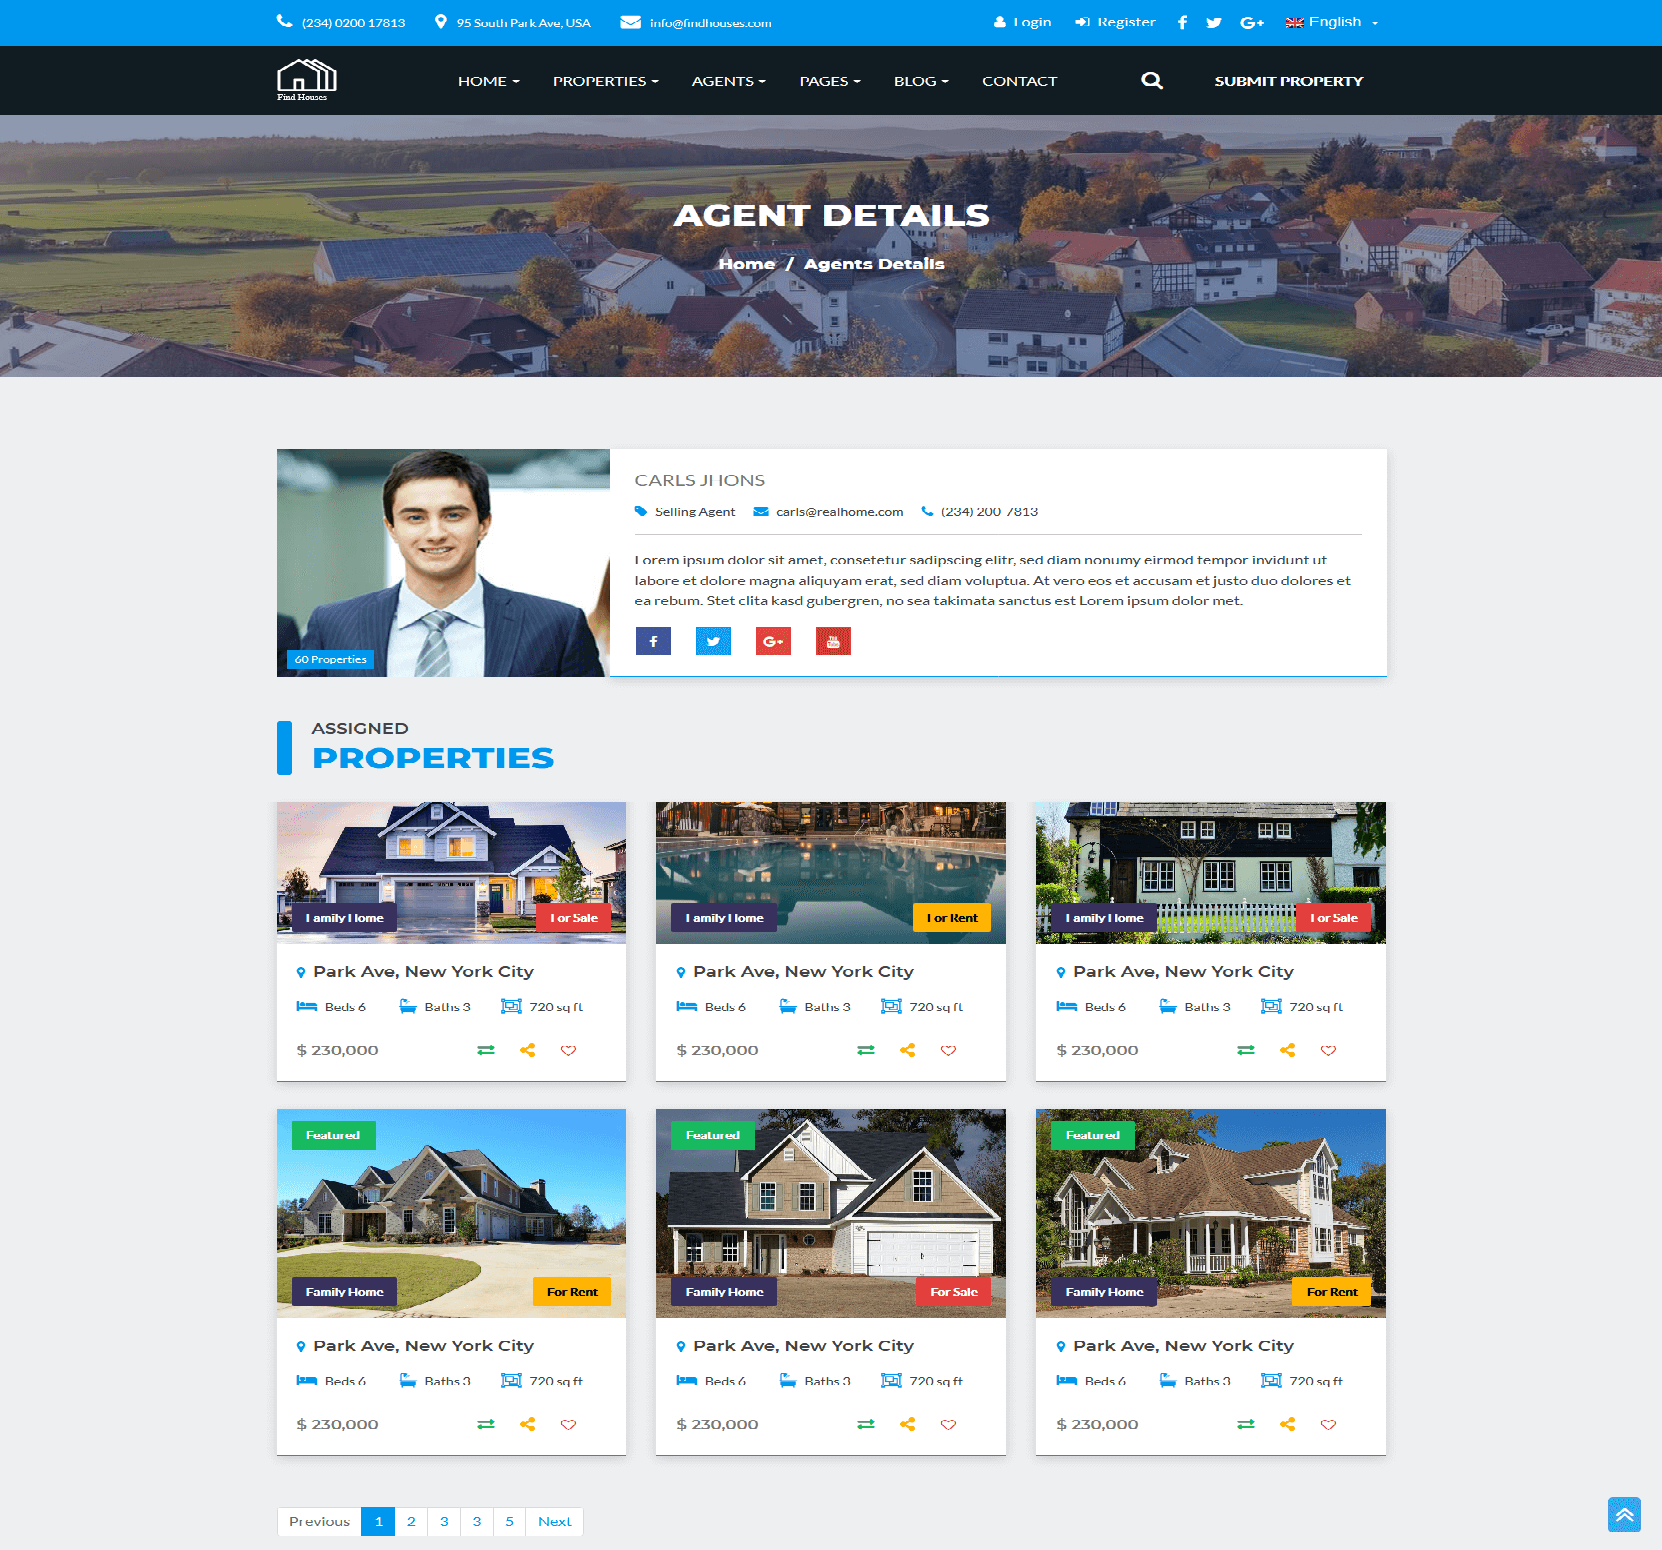 (234) 0200 17813 95 South Park Ave, USA info@findhouses.com Login Register English
Find Houses
HOME PROPERTIES AGENTS PAGES BLOG CONTACT SUBMIT PROPERTY
AGENT DETAILS
Home / Agents Details
CARLS JHONS
Selling Agent carls@realhome.com (234) 200-7813
Lorem ipsum dolor sit amet, consetetur sadipscing elitr, sed diam nonumy eirmod tempor invidunt ut
labore et dolore magna aliquyam erat, sed diam voluptua. At vero eos et accusam et justo duo dolores et
ea rebum. Stet clita kasd gubergren, no sea takimata sanctus est Lorem ipsum dolor met.
60 Properties
ASSIGNED
PROPERTIES
Family Home For Sale Family Home For Rent Family Home For Sale
Park Ave, New York City Park Ave, New York City Park Ave, New York City
Beds 6 Baths 3 720 sq ft Beds 6 Baths 3 720 sq ft Beds 6 Baths 3 720 sq ft
$ 230,000 $ 230,000 $ 230,000
Featured Featured Featured
Family Home For Rent Family Home For Sale Family Home For Rent
Park Ave, New York City Park Ave, New York City Park Ave, New York City
Beds 6 Baths 3 720 sq ft Beds 6 Baths 3 720 sq ft Beds 6 Baths 3 720 sq ft
$ 230,000 $ 230,000 $ 230,000
Previous 1 2 3 3 5 Next